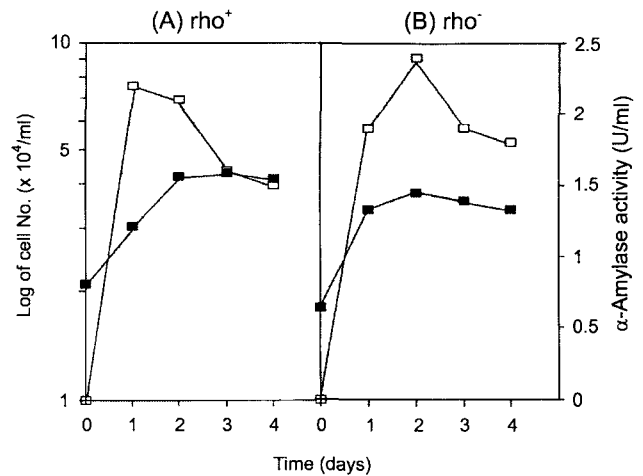 (A) rho⁺
(B) rho⁻
Log of cell No. (x 10⁴/ml)
10
5
1
0 1 2 3 4
0 1 2 3 4
2.5
2
1.5
1
0.5
0
α-Amylase activity (U/ml)
Time (days)